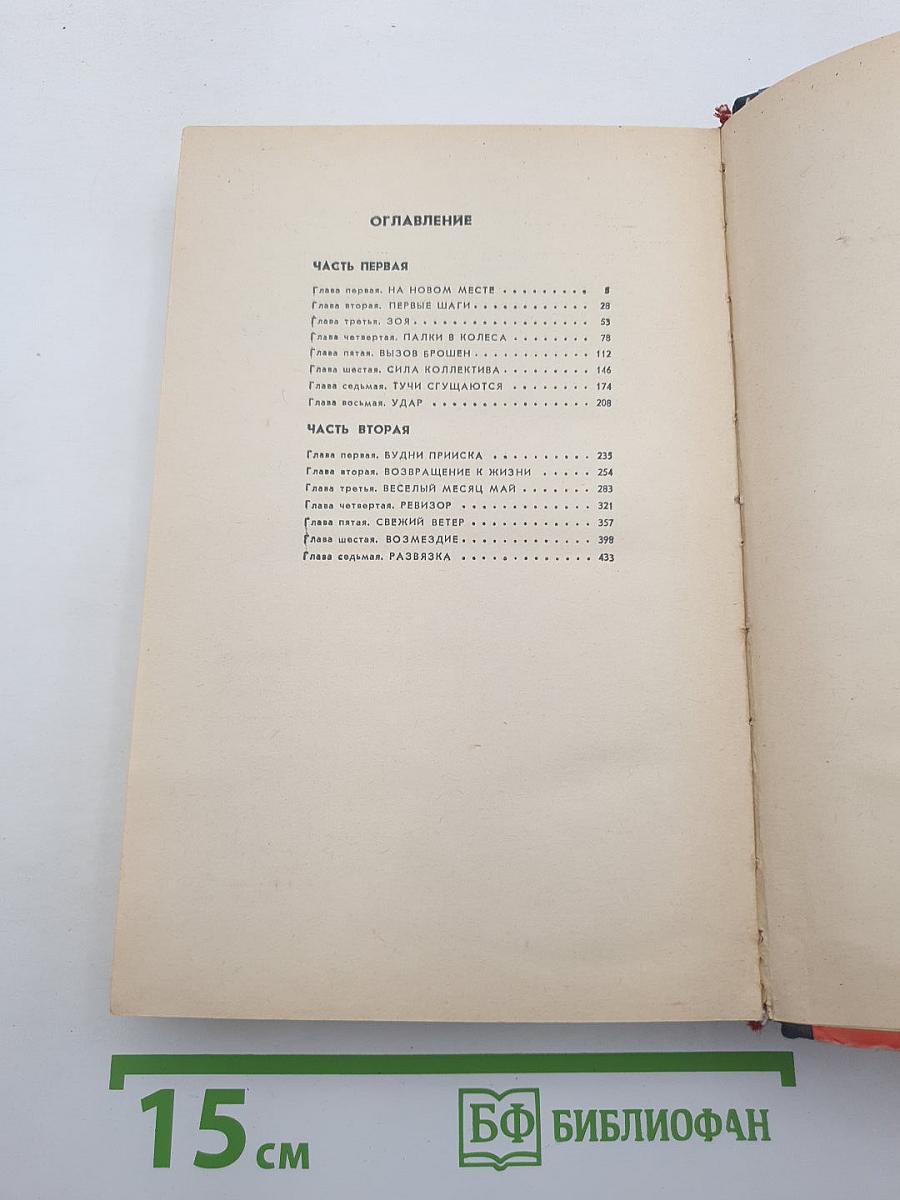 ОГЛАВЛЕНИЕ
ЧАСТЬ ПЕРВАЯ
Глава первая. НА НОВОМ МЕСТЕ . . . . . . . . . 5
Глава вторая. ПЕРВЫЕ ШАГИ . . . . . . . . . . . . 28
Глава третья. ЗОЯ . . . . . . . . . . . . . . . . . . 53
Глава четвертая. ПАЛКИ В КОЛЕСА . . . . . . . . 78
Глава пятая. ВЫЗОВ БРОШЕН . . . . . . . . . . . . 112
Глава шестая. СИЛА КОЛЛЕКТИВА . . . . . . . . . 146
Глава седьмая. ТУЧИ СГУЩАЮТСЯ . . . . . . . . 174
Глава восьмая. УДАР . . . . . . . . . . . . . . . . 208
ЧАСТЬ ВТОРАЯ
Глава первая. БУДНИ ПРИИСКА . . . . . . . . . . 235
Глава вторая. ВОЗВРАЩЕНИЕ К ЖИЗНИ . . . . . 254
Глава третья. ВЕСЕЛЫЙ МЕСЯЦ МАЙ . . . . . . . 283
Глава четвертая. РЕВИЗОР . . . . . . . . . . . . . 321
Глава пятая. СВЕЖИЙ ВЕТЕР . . . . . . . . . . . . 357
Глава шестая. ВОЗМЕЗДИЕ . . . . . . . . . . . . . 398
Глава седьмая. РАЗВЯЗКА . . . . . . . . . . . . . 433
15 см
БФ БИБЛИОФАН